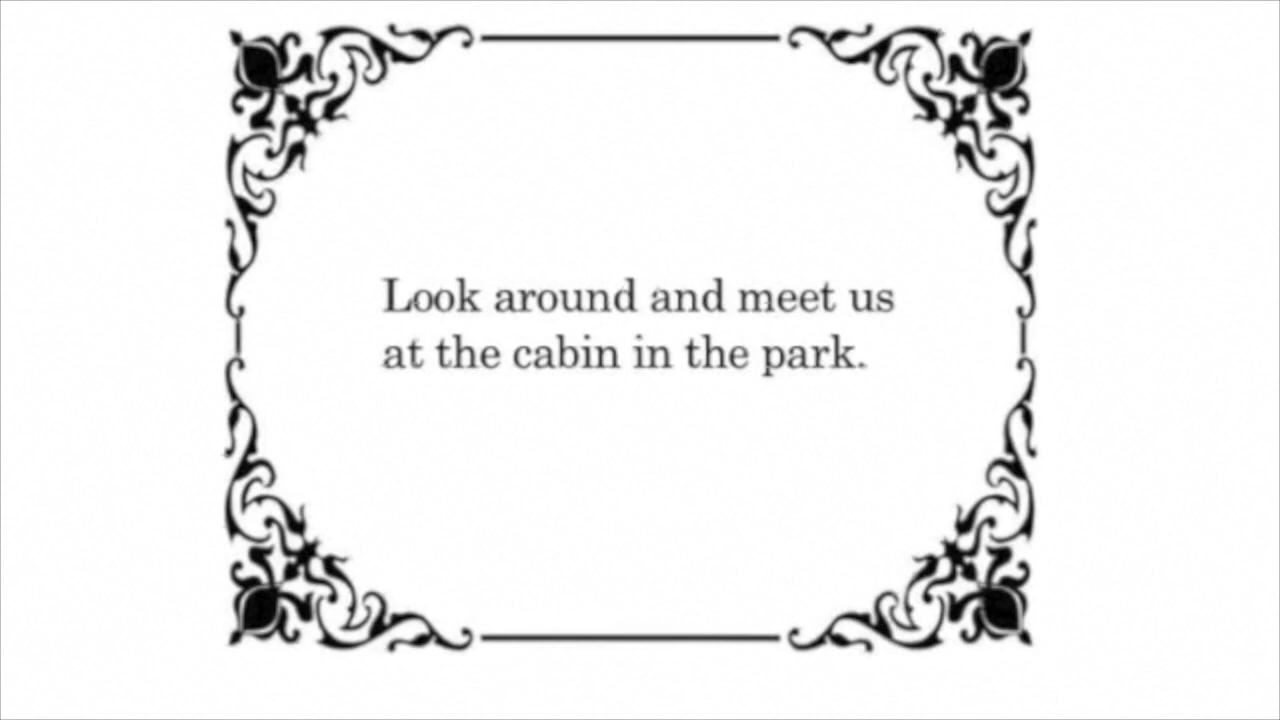 Look around and meet us
at the cabin in the park.